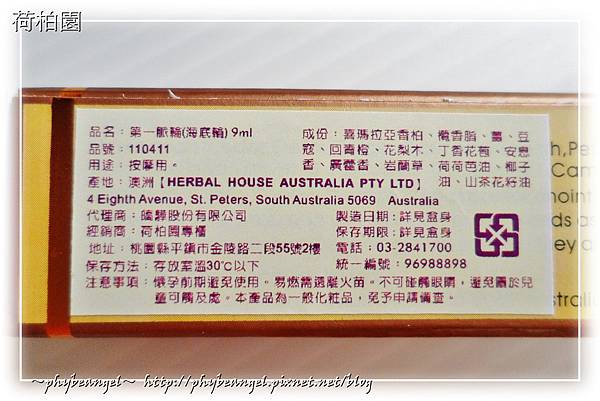 荷柏園
品名：第一脈輪(海底輪) 9ml
品號：110411
用途：按摩用。
成份：喜瑪拉亞香柏、欖香脂、薑、豆
蔻、回青橙、花梨木、丁香花苞、安息
香、廣藿香、岩蘭草、荷荷芭油、椰子
油、山茶花籽油
產地：澳洲【HERBAL HOUSE AUSTRALIA PTY LTD】
4 Eighth Avenue, St. Peters, South Australia 5069 Australia
代理商：股份有限公司
經銷商：荷柏園專櫃
地址：桃園縣平鎮市金陵路二段55號2樓
保存方法：存放室溫30℃以下
製造日期：詳見盒身
保存期限：詳見盒身
電話：03-2841700
統一編號：96988898
注意事項：懷孕前期避免使用。易燃需遠離火苗。不可碰觸眼睛，避免置於兒
童可觸及處。本產品為一般化粧品，免予申請備查。
～phybeangel～ http://phybeangel.pixnet.net/blog